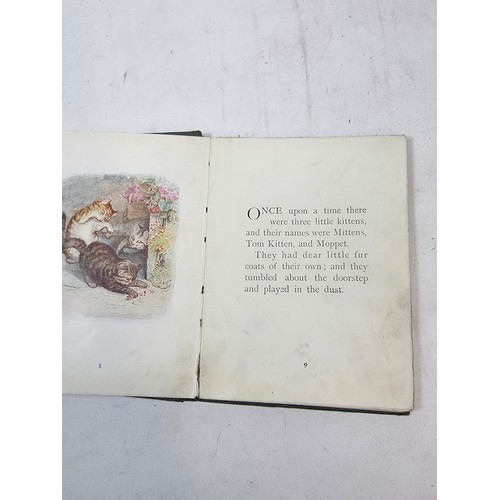 ONCE upon a time there
were three little kittens,
and their names were Mittens,
Tom Kitten, and Moppet.
They had dear little fur
coats of their own; and they
tumbled about the doorstep
and played in the dust.
8
9